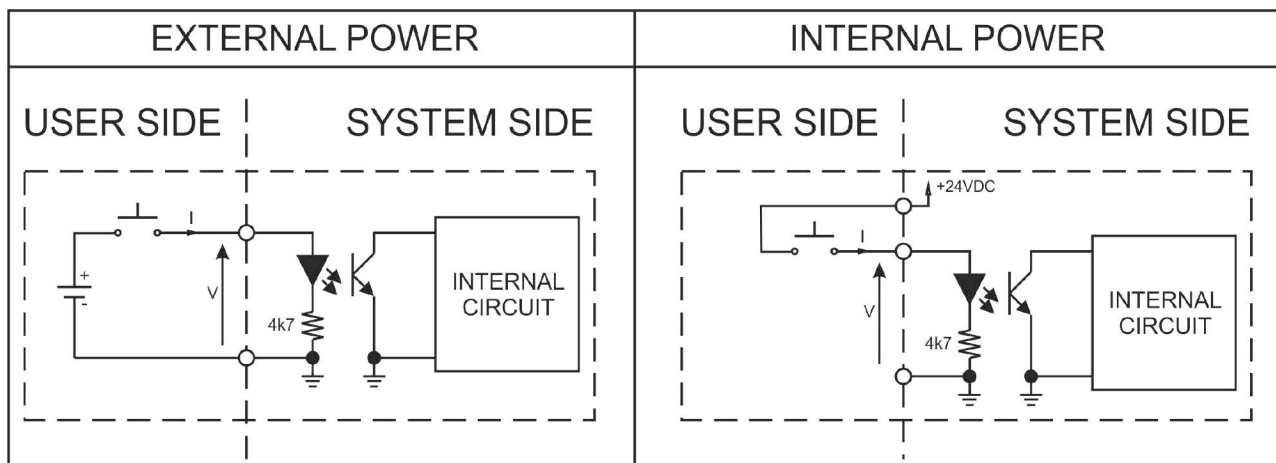 EXTERNAL POWER
INTERNAL POWER
USER SIDE
SYSTEM SIDE
I
+
-
V
4k7
INTERNAL
CIRCUIT
USER SIDE
SYSTEM SIDE
+24VDC
I
V
4k7
INTERNAL
CIRCUIT